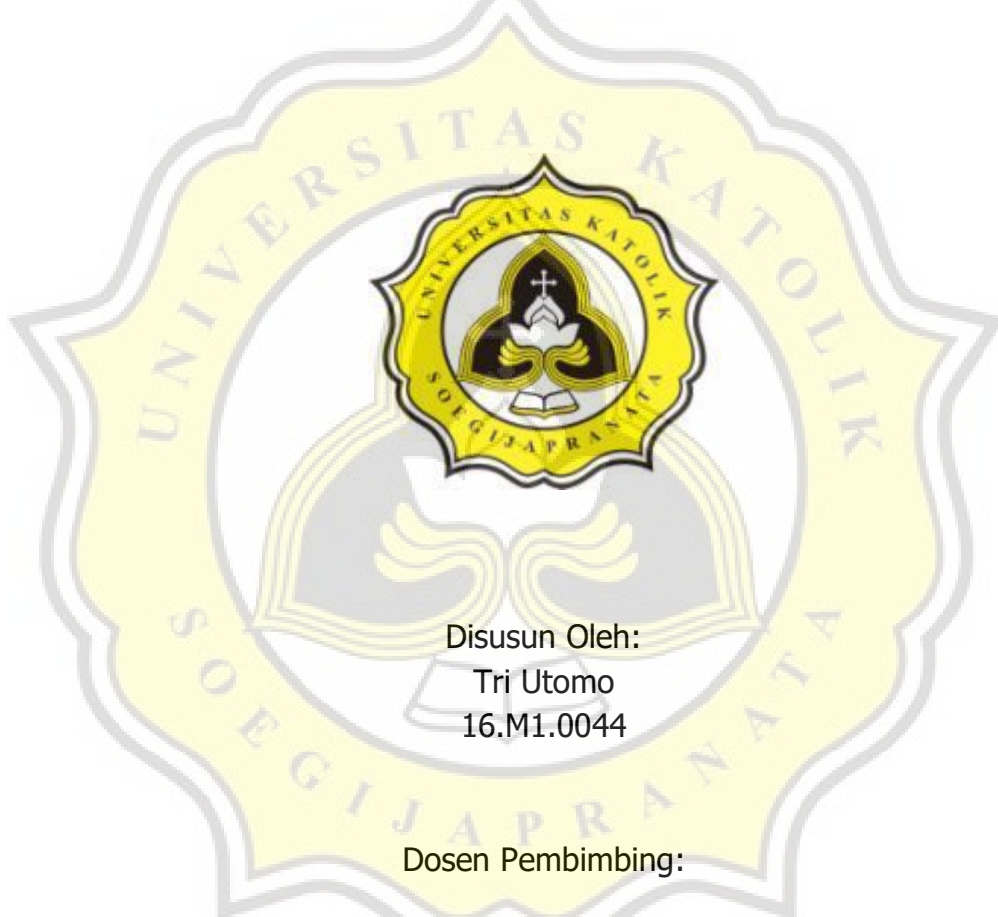 UNIVERSITAS KATOLIK
SOEGIJAPRANATA
UNIVERSITAS KATOLIK
SOEGIJAPRANATA
Disusun Oleh:
Tri Utomo
16.M1.0044
Dosen Pembimbing: